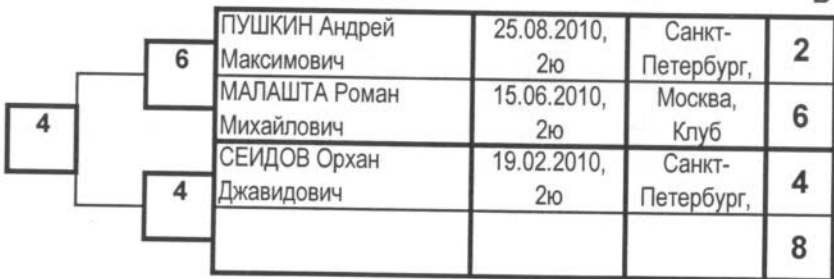 ПУШКИН Андрей 25.08.2010, Санкт-
6 Максимович 2ю Петербург, 2
МАЛАШТА Роман 15.06.2010, Москва,
4 Михайлович 2ю Клуб 6
СЕИДОВ Орхан 19.02.2010, Санкт-
4 Джавидович 2ю Петербург, 4
8